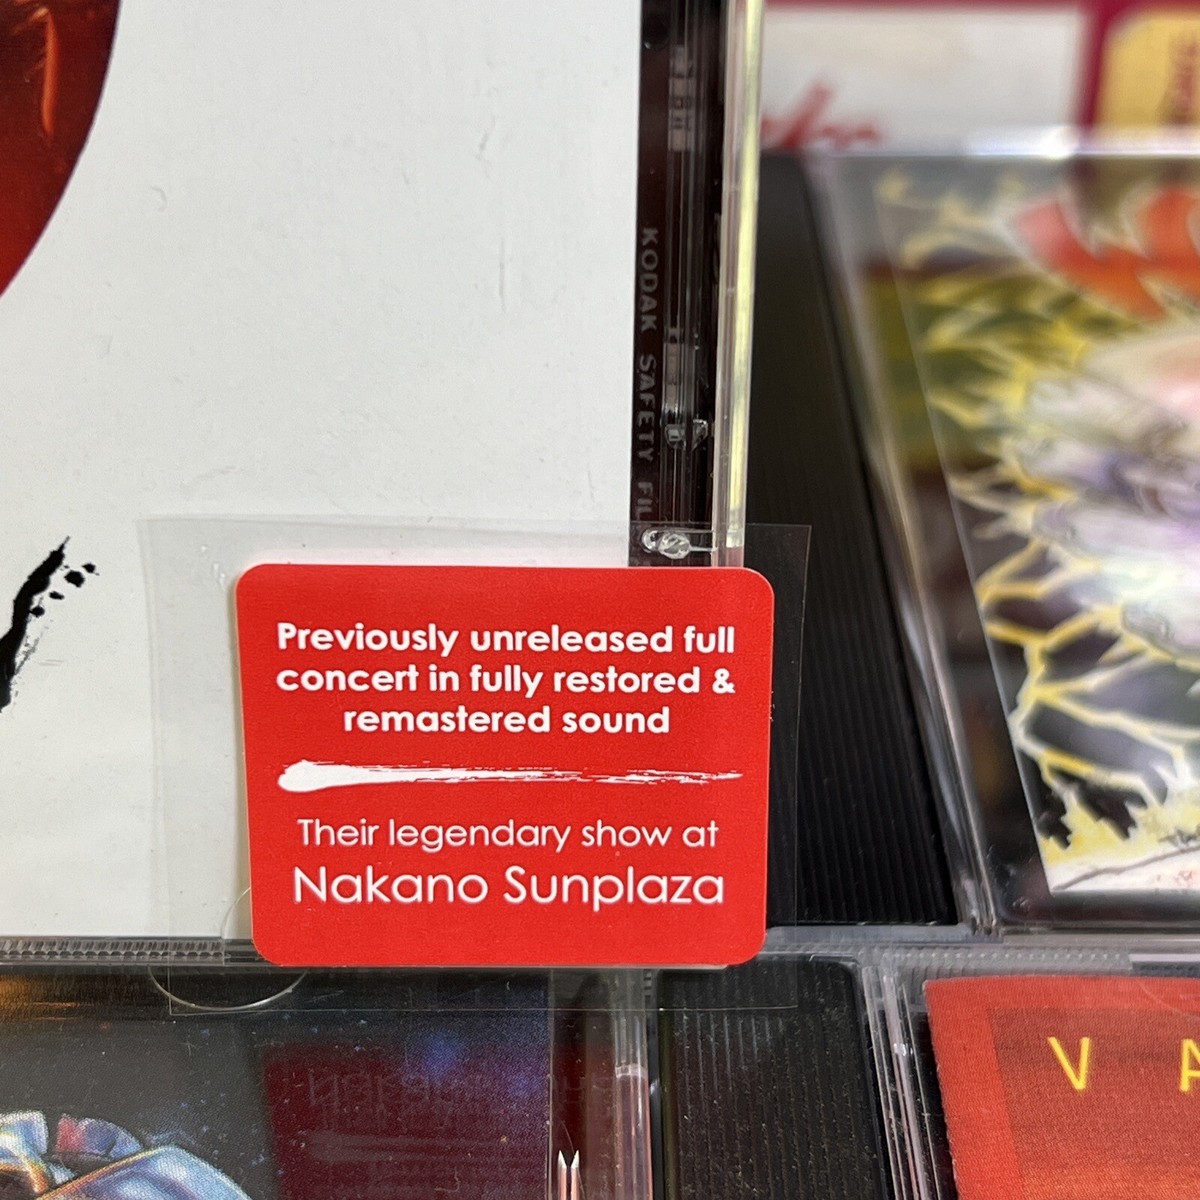 KODAK SAFETY
Previously unreleased full
concert in fully restored &
remastered sound
Their legendary show at
Nakano Sunplaza
V A